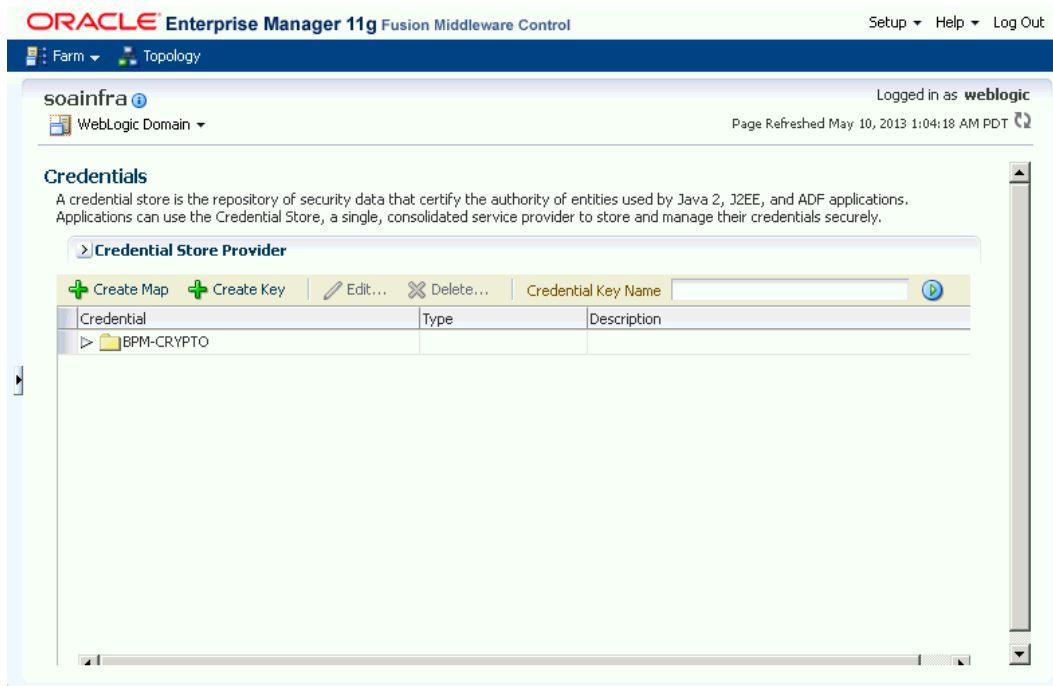 ORACLE Enterprise Manager 11g Fusion Middleware Control Setup Help Log Out
Farm Topology
soainfra Logged in as weblogic
WebLogic Domain Page Refreshed May 10, 2013 1:04:18 AM PDT
Credentials
A credential store is the repository of security data that certify the authority of entities used by Java 2, J2EE, and ADF applications.
Applications can use the Credential Store, a single, consolidated service provider to store and manage their credentials securely.
Credential Store Provider
Create Map Create Key Edit... Delete... Credential Key Name
Credential Type Description
BPM-CRYPTO